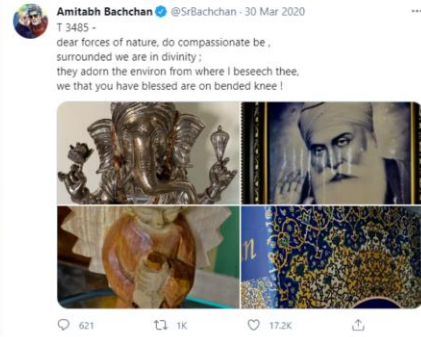 Amitabh Bachchan @SrBachchan · 30 Mar 2020
T 3485 -
dear forces of nature, do compassionate be ,
surrounded we are in divinity ;
they adorn the environ from where I beseech thee,
we that you have blessed are on bended knee !
621 1K 17.2K